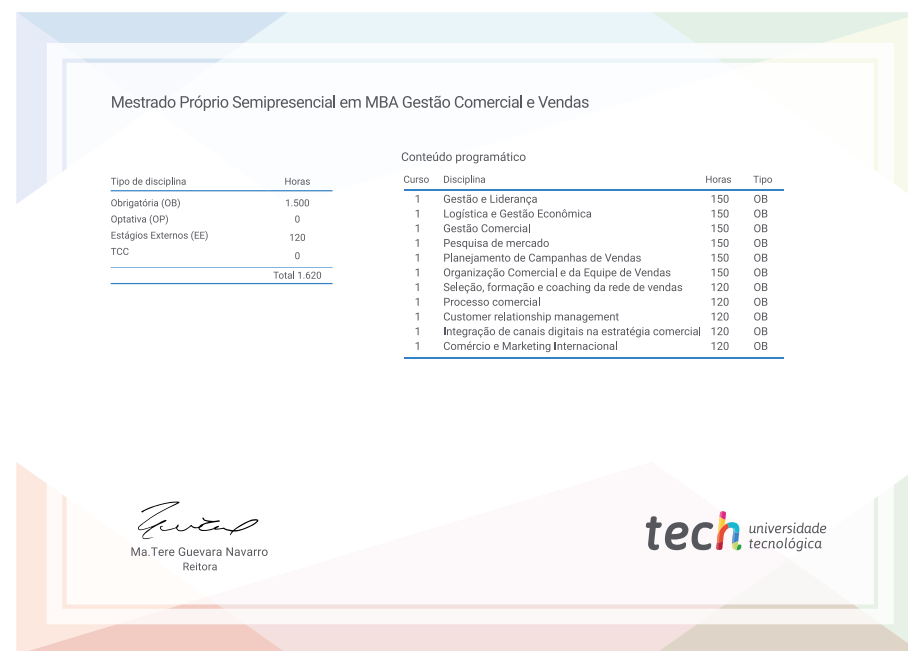 Mestrado Próprio Semipresencial em MBA Gestão Comercial e Vendas
Tipo de disciplina Horas
Obrigatória (OB) 1.500
Optativa (OP) 0
Estágios Externos (EE) 120
TCC 0
Total 1.620
Conteúdo programático
Curso Disciplina Horas Tipo
1 Gestão e Liderança 150 OB
1 Logística e Gestão Econômica 150 OB
1 Gestão Comercial 150 OB
1 Pesquisa de mercado 150 OB
1 Planejamento de Campanhas de Vendas 150 OB
1 Organização Comercial e da Equipe de Vendas 150 OB
1 Seleção, formação e coaching da rede de vendas 120 OB
1 Processo comercial 120 OB
1 Customer relationship management 120 OB
1 Integração de canais digitais na estratégia comercial 120 OB
1 Comércio e Marketing Internacional 120 OB
Ma.Tere Guevara Navarro
Reitora
tech universidade
tecnológica